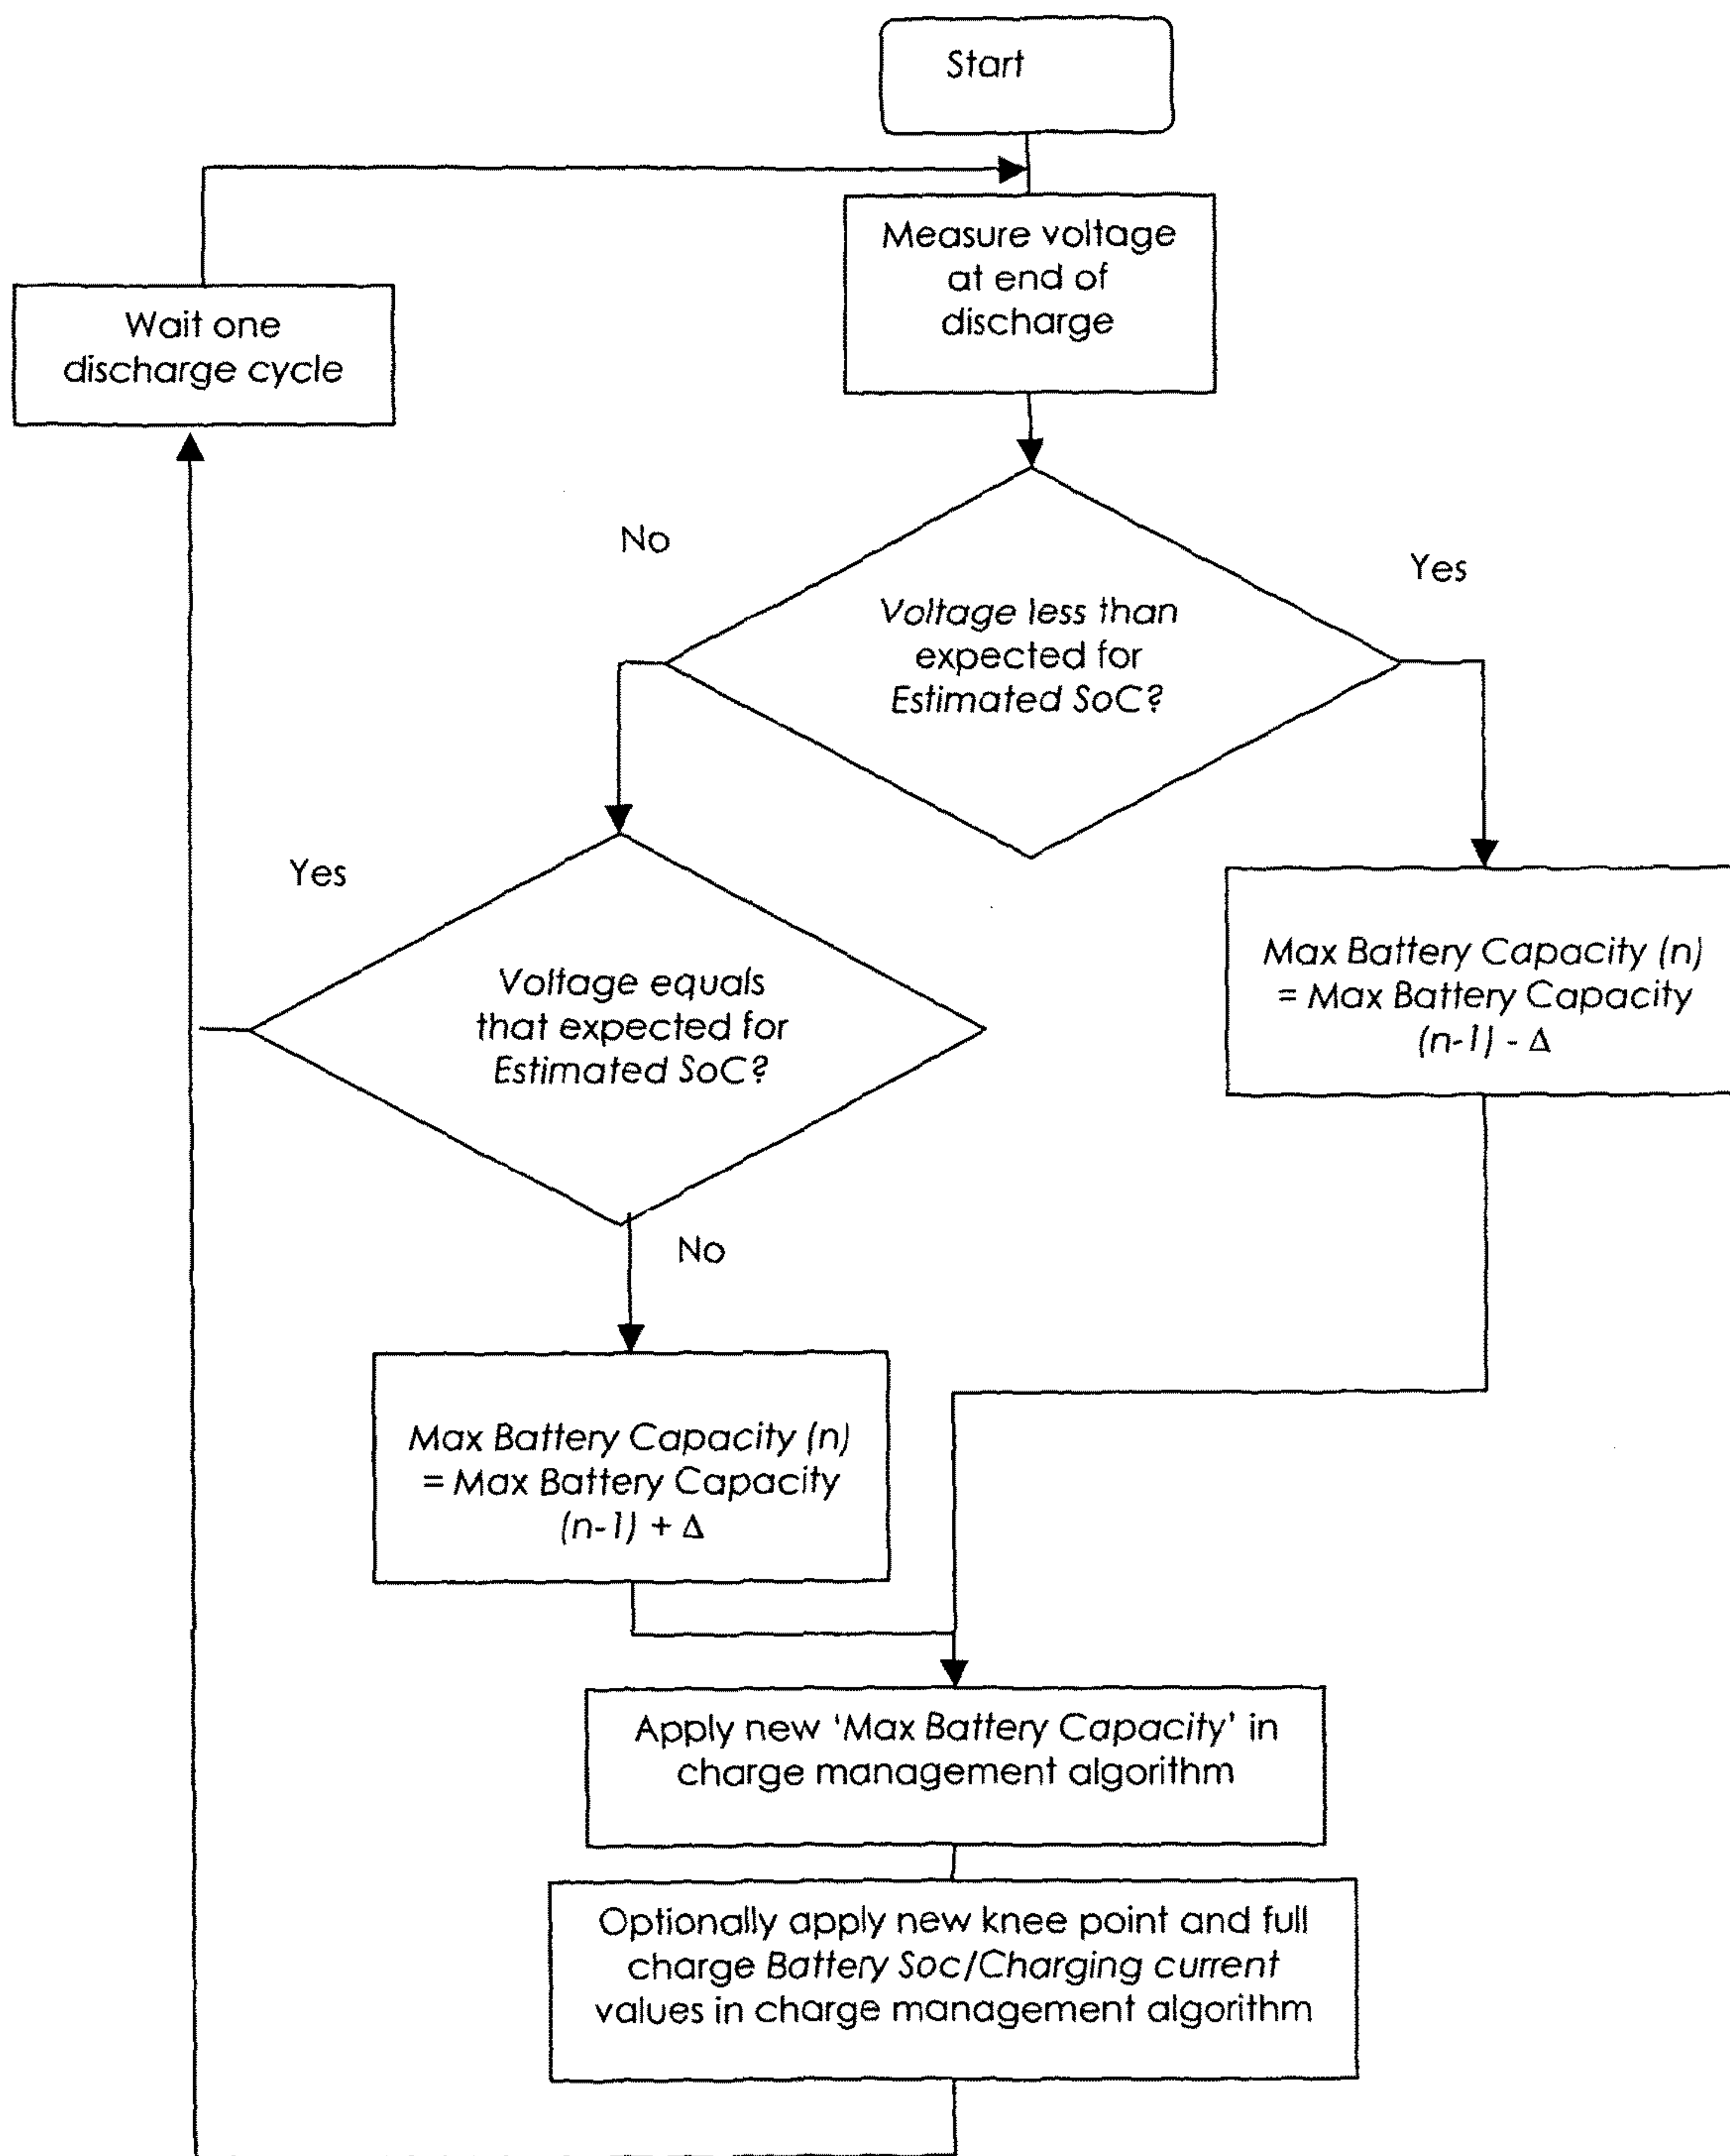 Start
Measure voltage
at end of
discharge
Wait one
discharge cycle
No
Yes
Voltage less than
expected for
Estimated SoC?
Yes
Voltage equals
that expected for
Estimated SoC?
Max Battery Capacity (n)
= Max Battery Capacity
(n-1) - Δ
No
Max Battery Capacity (n)
= Max Battery Capacity
(n-1) + Δ
Apply new 'Max Battery Capacity' in
charge management algorithm
Optionally apply new knee point and full
charge Battery Soc/Charging current
values in charge management algorithm